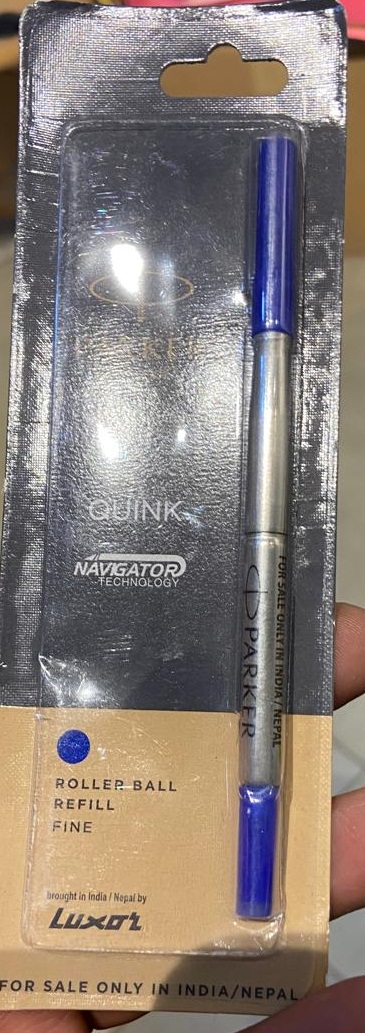 PARKER
QUINK
NAVIGATOR
TECHNOLOGY
PARKER
FOR SALE ONLY IN INDIA / NEPAL
ROLLER BALL
REFILL
FINE
brought in India / Nepal by
Luxor
FOR SALE ONLY IN INDIA/NEPAL